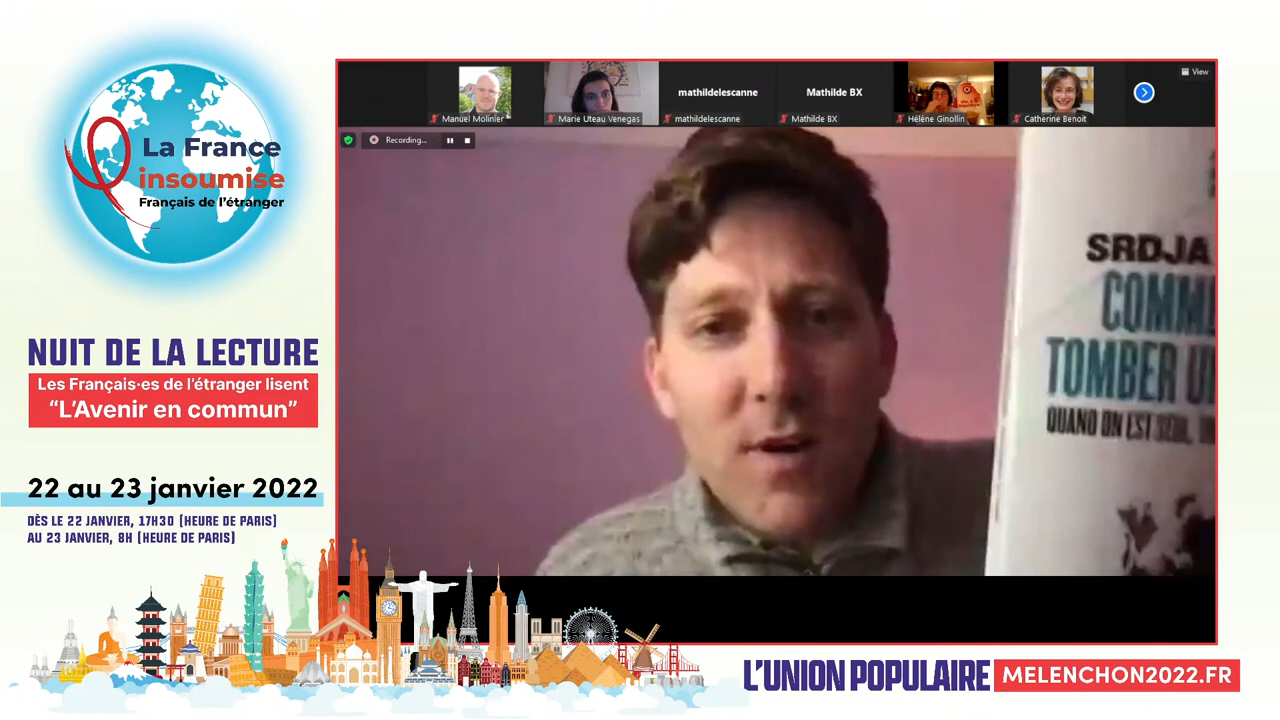 La France
insoumise
Français de l'étranger
NUIT DE LA LECTURE
Les Français·es de l'étranger lisent
“L'Avenir en commun”
22 au 23 janvier 2022
DÈS LE 22 JANVIER, 17H30 (HEURE DE PARIS)
AU 23 JANVIER, 8H (HEURE DE PARIS)
Manuel Molinier
Marie Uteau Venegas
mathildelescanne
mathildelescanne
Mathilde BX
Mathilde BX
Hélène Ginollin
Catherine Benoit
View
Recording...
SRDJA
COMM
TOMBER U
QUAND ON EST SEUL,
L'UNION POPULAIRE
MELENCHON2022.FR